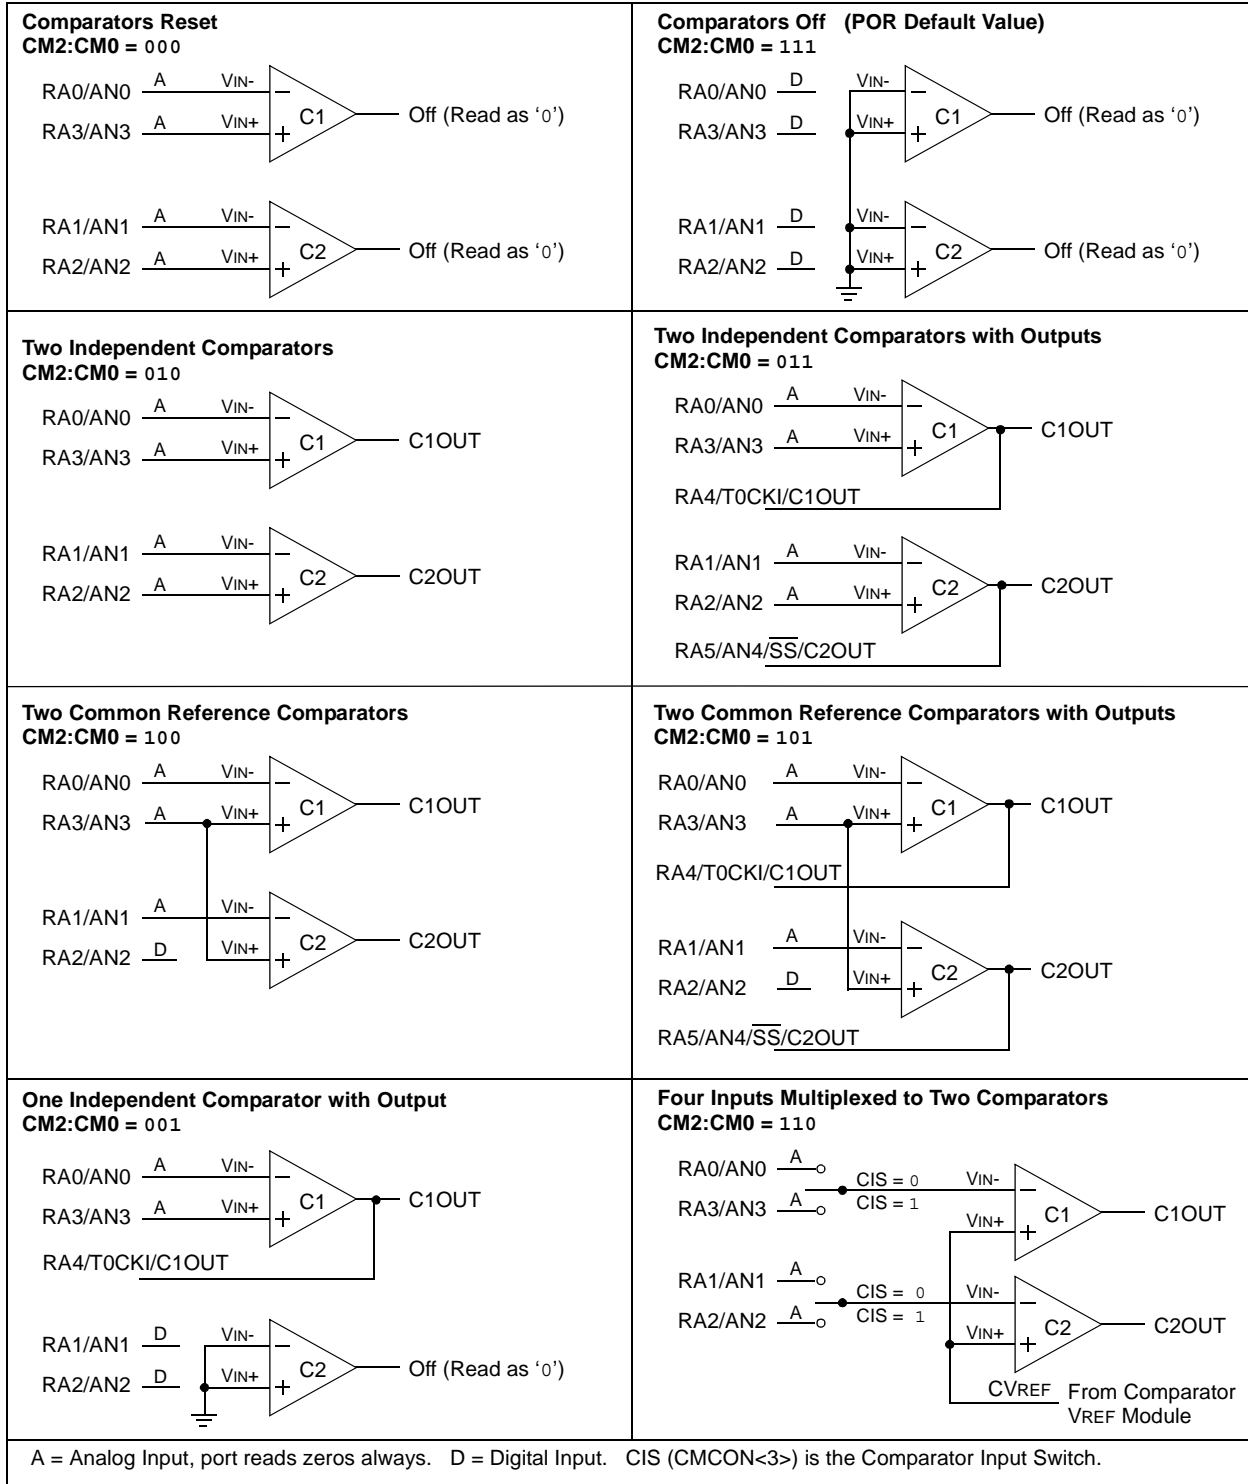 Comparators Reset
CM2:CM0 = 000
RA0/AN0 A VIN- −
RA3/AN3 A VIN+ +
C1 Off (Read as ‘0’)
RA1/AN1 A VIN- −
RA2/AN2 A VIN+ +
C2 Off (Read as ‘0’)
Comparators Off (POR Default Value)
CM2:CM0 = 111
RA0/AN0 D VIN- −
RA3/AN3 D VIN+ +
C1 Off (Read as ‘0’)
RA1/AN1 D VIN- −
RA2/AN2 D VIN+ +
C2 Off (Read as ‘0’)
Two Independent Comparators
CM2:CM0 = 010
RA0/AN0 A VIN- −
RA3/AN3 A VIN+ +
C1 C1OUT
RA1/AN1 A VIN- −
RA2/AN2 A VIN+ +
C2 C2OUT
Two Independent Comparators with Outputs
CM2:CM0 = 011
RA0/AN0 A VIN- −
RA3/AN3 A VIN+ +
C1 C1OUT
RA4/T0CKI/C1OUT
RA1/AN1 A VIN- −
RA2/AN2 A VIN+ +
C2 C2OUT
RA5/AN4/S̅S̅/C2OUT
Two Common Reference Comparators
CM2:CM0 = 100
RA0/AN0 A VIN- −
RA3/AN3 A VIN+ +
C1 C1OUT
RA1/AN1 A VIN- −
RA2/AN2 D VIN+ +
C2 C2OUT
Two Common Reference Comparators with Outputs
CM2:CM0 = 101
RA0/AN0 A VIN- −
RA3/AN3 A VIN+ +
C1 C1OUT
RA4/T0CKI/C1OUT
RA1/AN1 A VIN- −
RA2/AN2 D VIN+ +
C2 C2OUT
RA5/AN4/S̅S̅/C2OUT
One Independent Comparator with Output
CM2:CM0 = 001
RA0/AN0 A VIN- −
RA3/AN3 A VIN+ +
C1 C1OUT
RA4/T0CKI/C1OUT
RA1/AN1 D VIN- −
RA2/AN2 D VIN+ +
C2 Off (Read as ‘0’)
Four Inputs Multiplexed to Two Comparators
CM2:CM0 = 110
RA0/AN0 A CIS = 0 VIN- −
RA3/AN3 A CIS = 1 VIN+ +
C1 C1OUT
RA1/AN1 A CIS = 0 VIN- −
RA2/AN2 A CIS = 1 VIN+ +
C2 C2OUT
CVREF From Comparator
VREF Module
A = Analog Input, port reads zeros always. D = Digital Input. CIS (CMCON<3>) is the Comparator Input Switch.